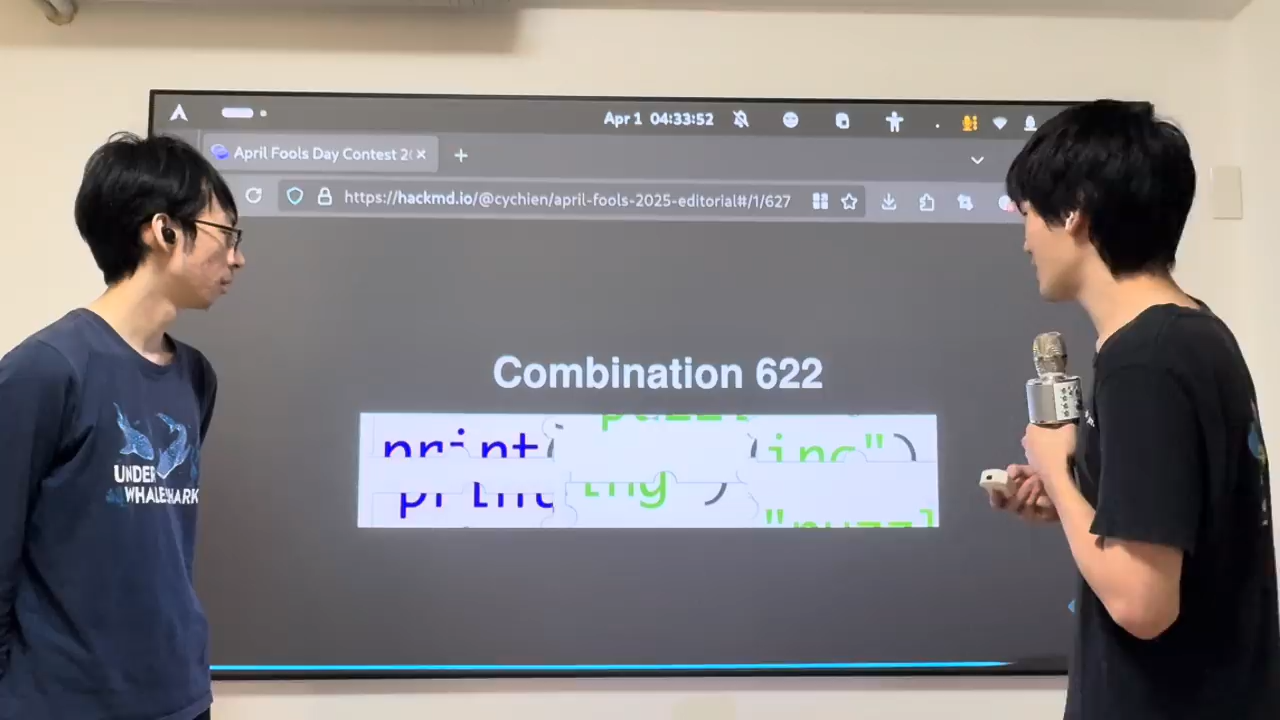 Apr 1 04:33:52
April Fools Day Contest 2
https://hackmd.io/@cychien/april-fools-2025-editorial#/1/627
Combination 622
print(
ing")
print
ing")
"puzzl
UNDER
WHALESHARK